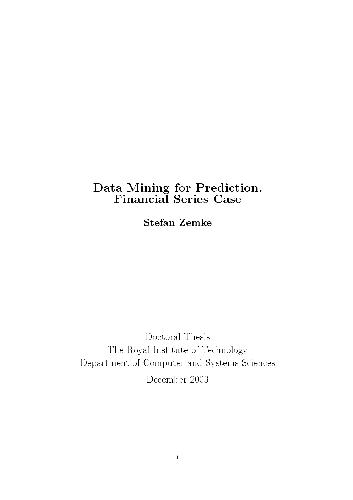 Data Mining for Prediction.
Financial Series Case
Stefan Zemke
Doctoral Thesis
The Royal Institute of Technology
Department of Computer and Systems Sciences
December 2003